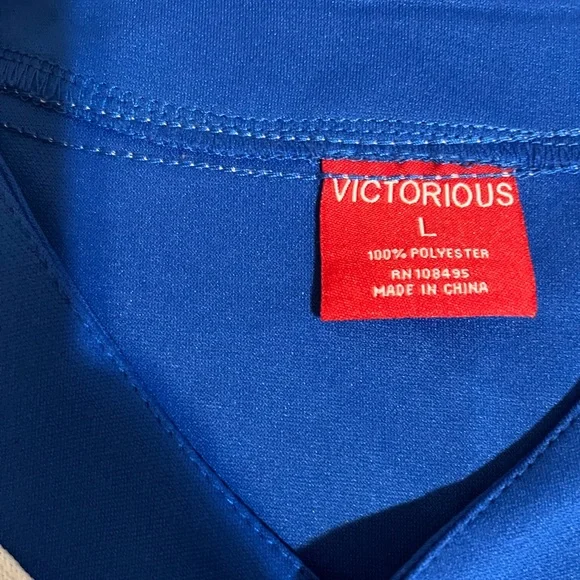 VICTORIOUS
L
100% POLYESTER
RN 108495
MADE IN CHINA